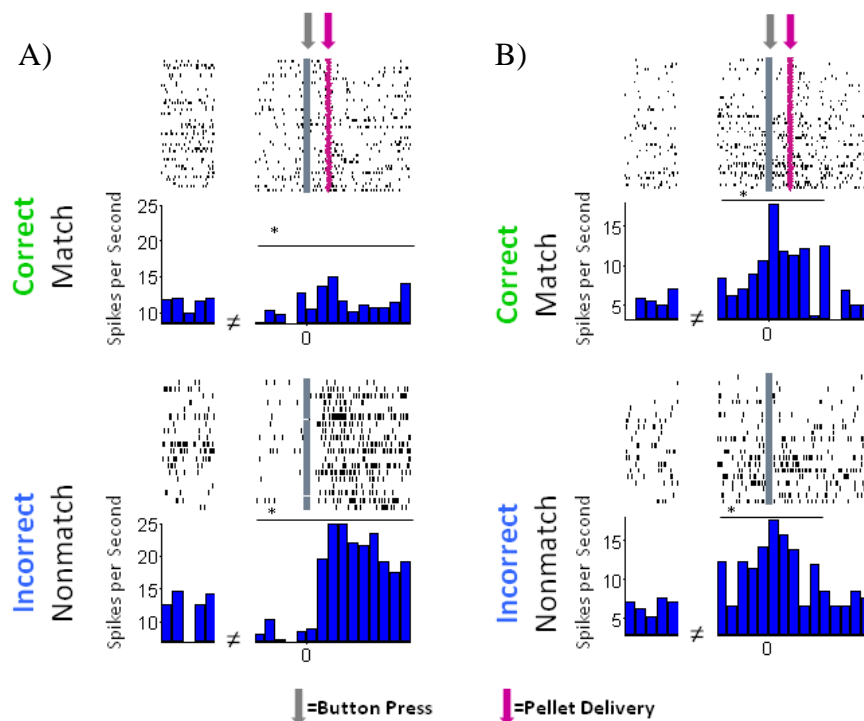 A)
Correct
Match
Spikes per Second
25
20
15
10
*
≠
0
Incorrect
Nonmatch
Spikes per Second
25
20
15
10
*
≠
0
B)
Correct
Match
Spikes per Second
15
10
5
*
≠
0
Incorrect
Nonmatch
Spikes per Second
15
10
5
*
≠
0
=Button Press
=Pellet Delivery